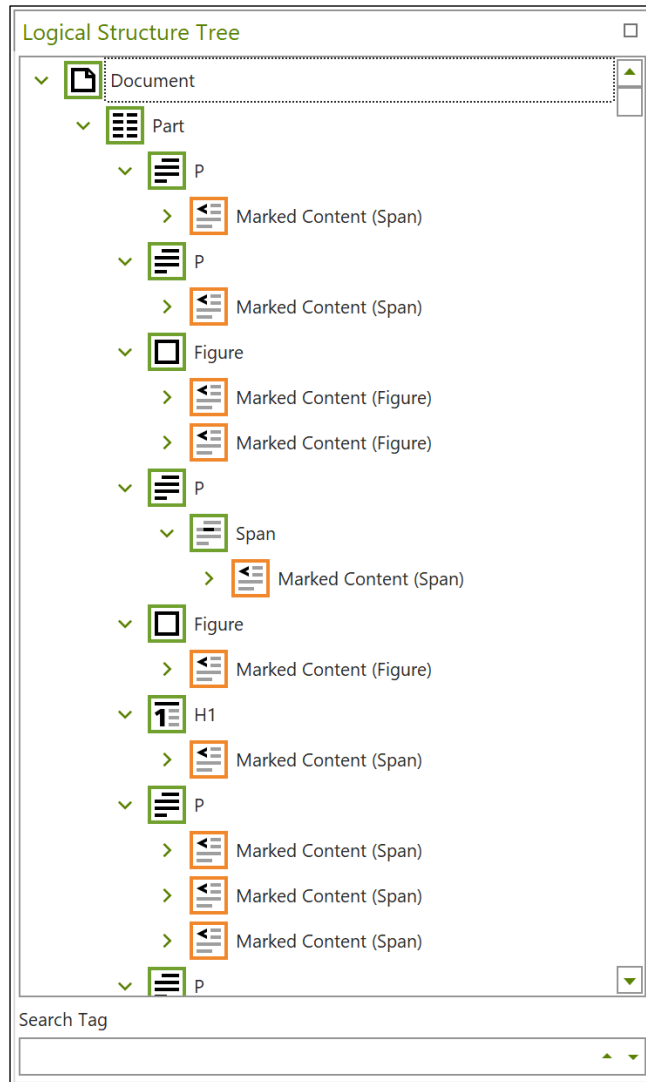 Logical Structure Tree
Document
Part
P
Marked Content (Span)
P
Marked Content (Span)
Figure
Marked Content (Figure)
Marked Content (Figure)
P
Span
Marked Content (Span)
Figure
Marked Content (Figure)
H1
Marked Content (Span)
P
Marked Content (Span)
Marked Content (Span)
Marked Content (Span)
P
Search Tag